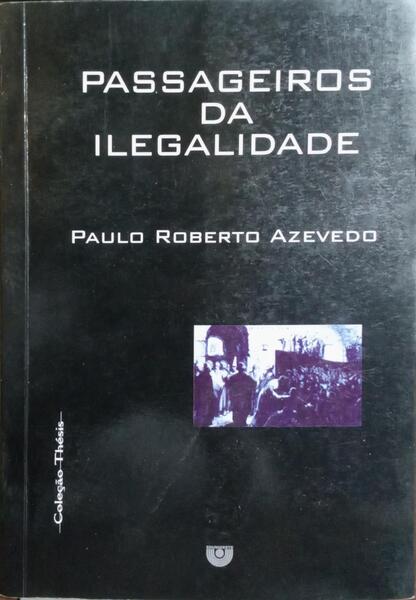 PASSAGEIROS
DA
ILEGALIDADE
PAULO ROBERTO AZEVEDO
Coleção Thésis